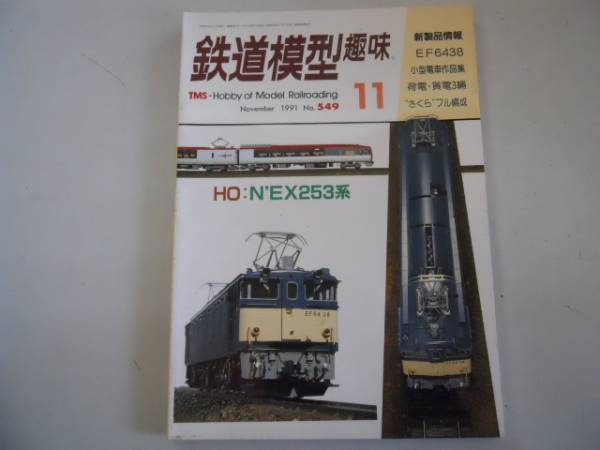 鉄道模型趣味
TMS・Hobby of Model Railroading
November 1991 No.549
11
新製品情報
EF6438
小型電車作品集
荷電・貨電3輌
"さくら"フル編成
HO:N'EX253系
EF6438